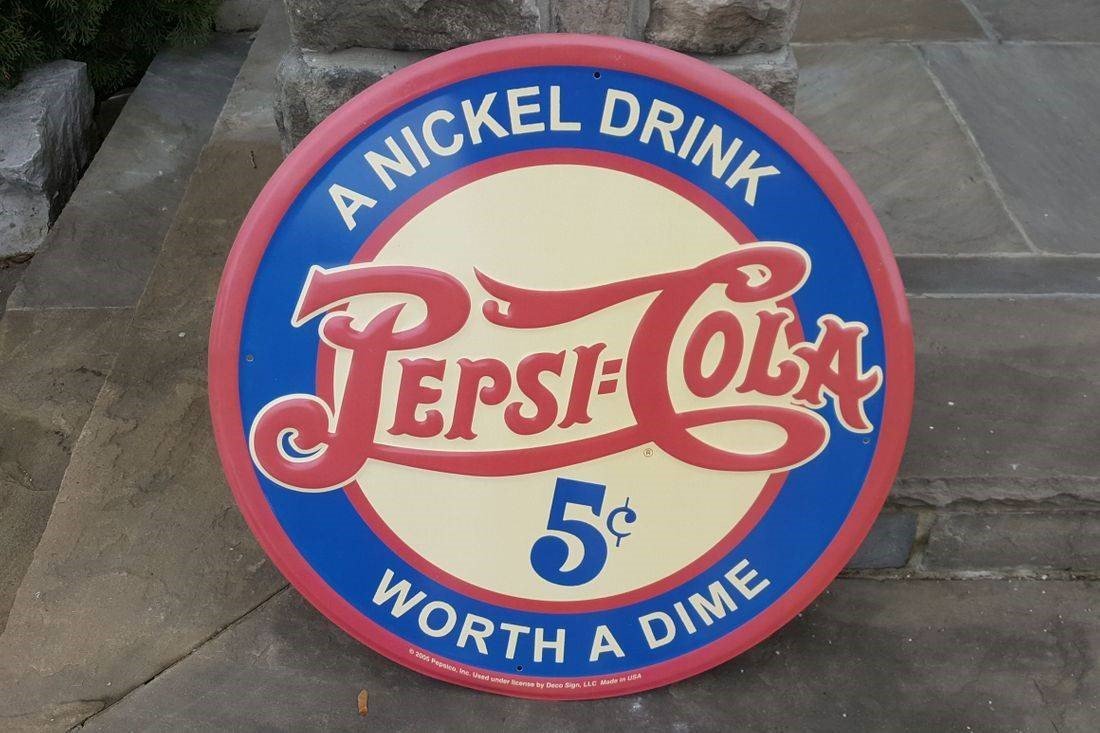 A NICKEL DRINK
PEPSI=COLA
®
5¢
WORTH A DIME
© 2005 Pepsico, Inc. Used under license by Deco Sign, LLC Made in USA